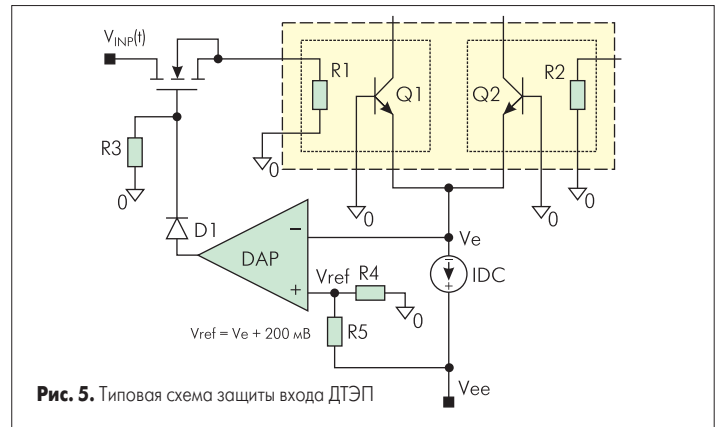 V_INP(t)
R1
Q1
Q2
R2
R3
0
0
0
0
0
D1
DAP
−
+
Ve
−
+
IDC
Vref
R4
0
R5
Vref = Ve + 200 мВ
Vee
Рис. 5. Типовая схема защиты входа ДТЭП